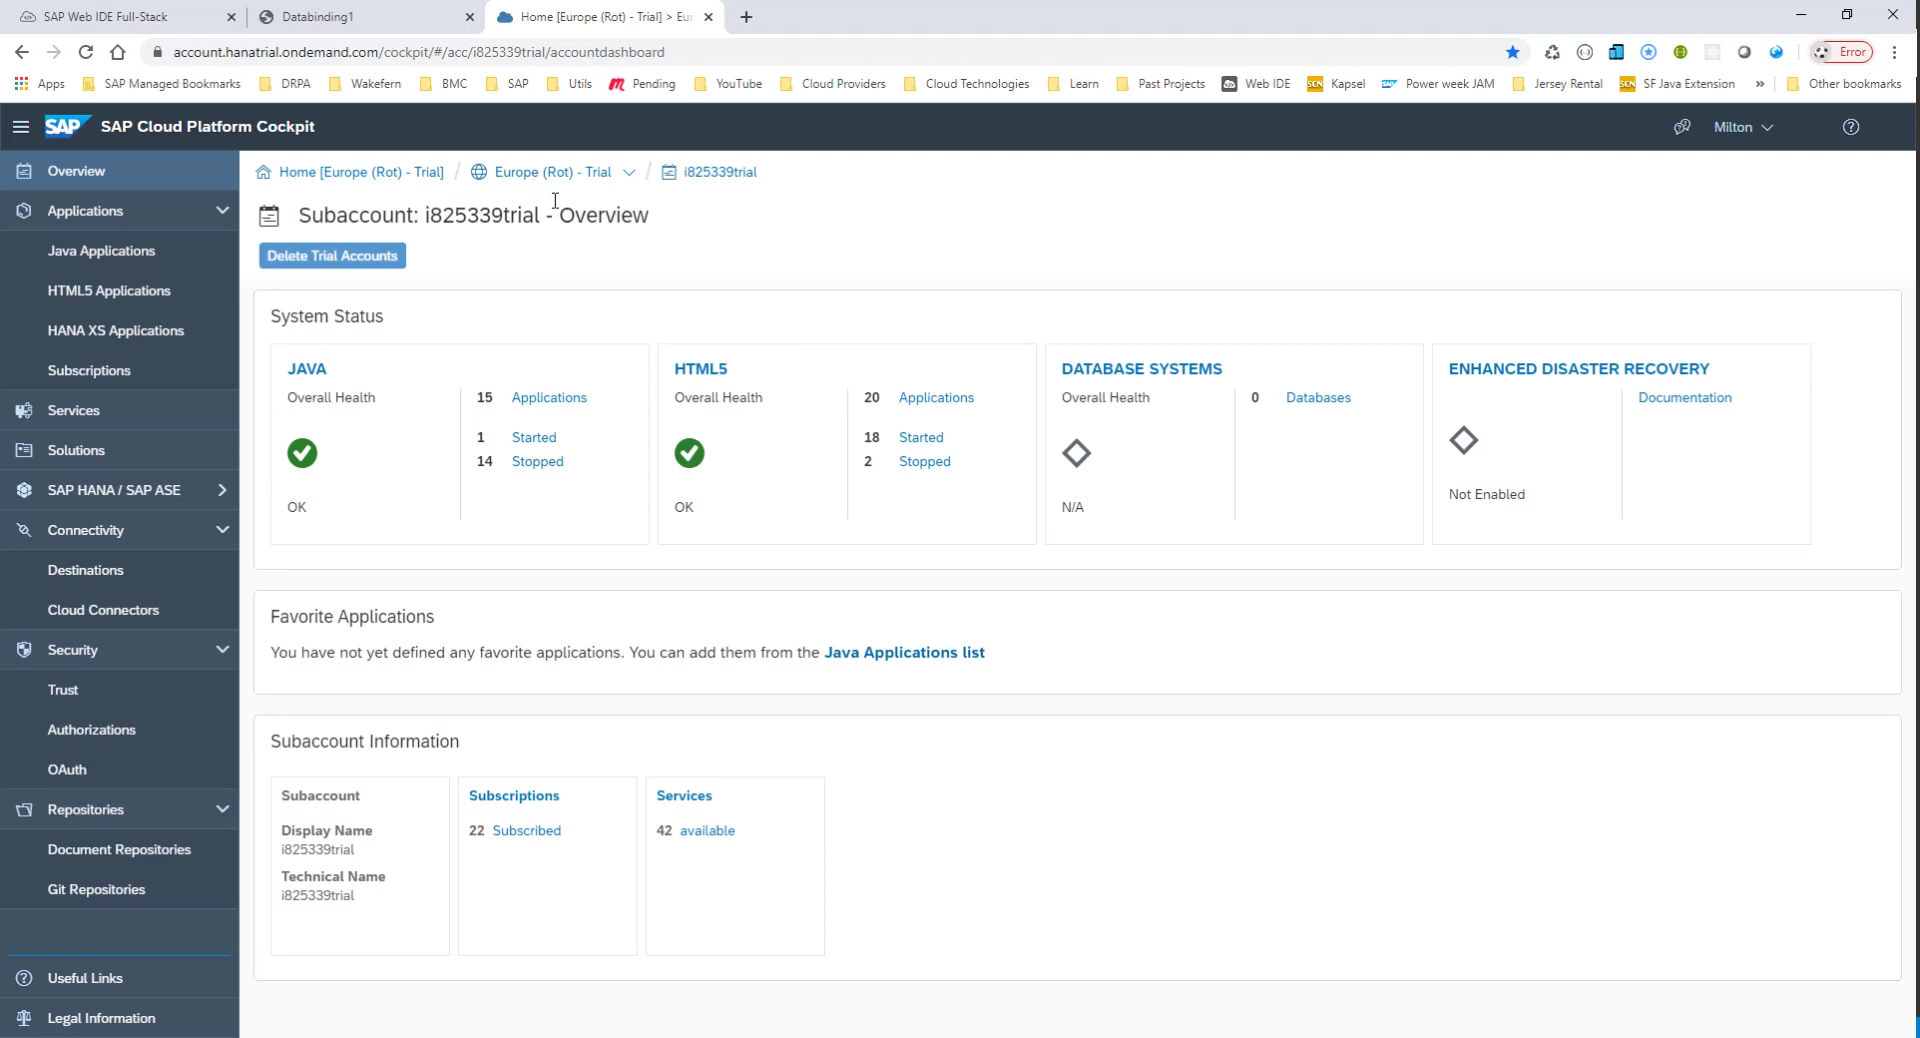 SAP Web IDE Full-Stack
Databinding1
Home [Europe (Rot) - Trial] > Eur
account.hanatrial.ondemand.com/cockpit/#/acc/i825339trial/accountdashboard
Error
Apps
SAP Managed Bookmarks
DRPA
Wakefern
BMC
SAP
Utils
Pending
YouTube
Cloud Providers
Cloud Technologies
Learn
Past Projects
Web IDE
SCN
Kapsel
SAP
Power week JAM
Jersey Rental
SCN
SF Java Extension
»
Other bookmarks
SAP
SAP Cloud Platform Cockpit
Milton
Overview
Applications
Java Applications
HTML5 Applications
HANA XS Applications
Subscriptions
Services
Solutions
SAP HANA / SAP ASE
Connectivity
Destinations
Cloud Connectors
Security
Trust
Authorizations
OAuth
Repositories
Document Repositories
Git Repositories
Useful Links
Legal Information
Home [Europe (Rot) - Trial] / Europe (Rot) - Trial / i825339trial
Subaccount: i825339trial - Overview
Delete Trial Accounts
System Status
JAVA
Overall Health
OK
15 Applications
1 Started
14 Stopped
HTML5
Overall Health
OK
20 Applications
18 Started
2 Stopped
DATABASE SYSTEMS
Overall Health
N/A
0 Databases
ENHANCED DISASTER RECOVERY
Not Enabled
Documentation
Favorite Applications
You have not yet defined any favorite applications. You can add them from the Java Applications list
Subaccount Information
Subaccount
Display Name
i825339trial
Technical Name
i825339trial
Subscriptions
22 Subscribed
Services
42 available